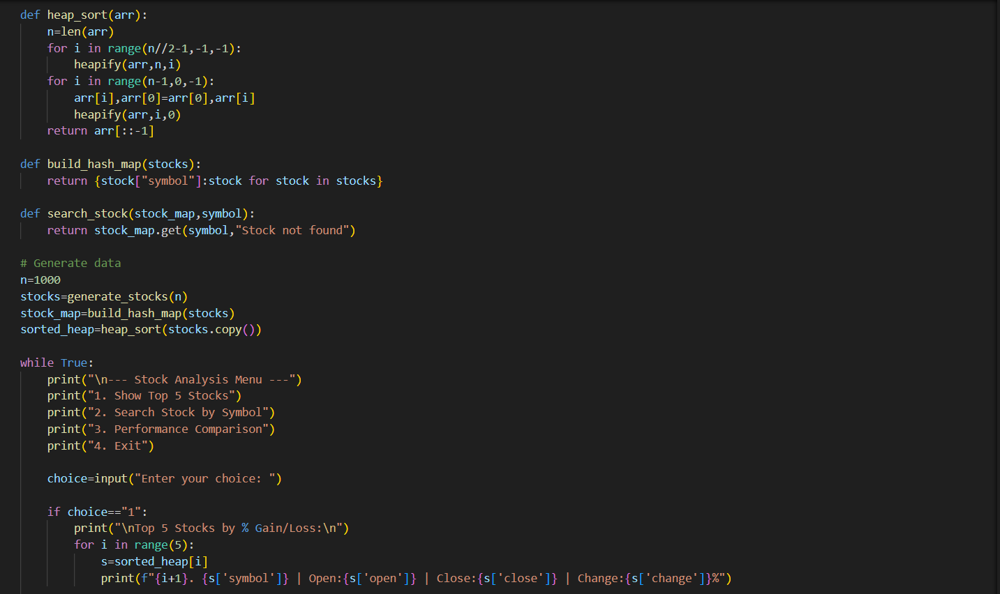 def heap_sort(arr):
    n=len(arr)
    for i in range(n//2-1,-1,-1):
        heapify(arr,n,i)
    for i in range(n-1,0,-1):
        arr[i],arr[0]=arr[0],arr[i]
        heapify(arr,i,0)
    return arr[::-1]

def build_hash_map(stocks):
    return {stock["symbol"]:stock for stock in stocks}

def search_stock(stock_map,symbol):
    return stock_map.get(symbol,"Stock not found")

# Generate data
n=1000
stocks=generate_stocks(n)
stock_map=build_hash_map(stocks)
sorted_heap=heap_sort(stocks.copy())

while True:
    print("\n--- Stock Analysis Menu ---")
    print("1. Show Top 5 Stocks")
    print("2. Search Stock by Symbol")
    print("3. Performance Comparison")
    print("4. Exit")

    choice=input("Enter your choice: ")

    if choice=="1":
        print("\nTop 5 Stocks by % Gain/Loss:\n")
        for i in range(5):
            s=sorted_heap[i]
            print(f"{i+1}. {s['symbol']} | Open:{s['open']} | Close:{s['close']} | Change:{s['change']}%")